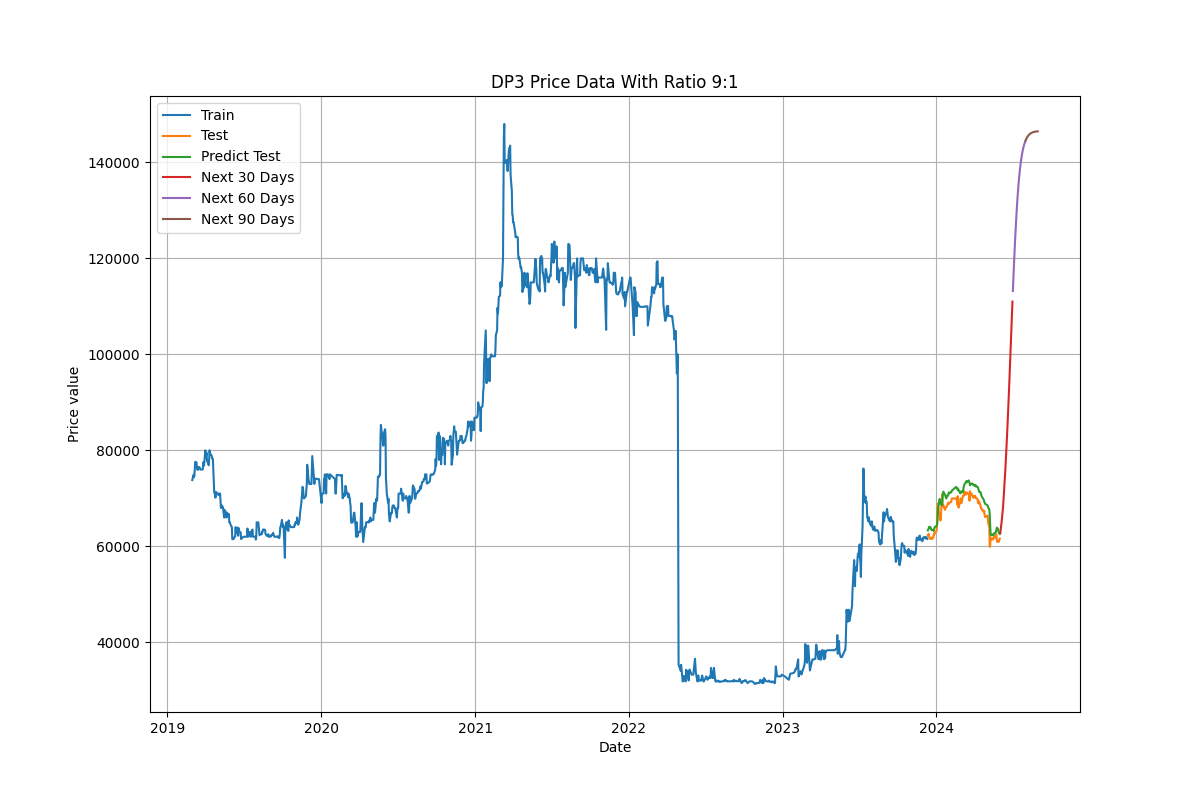 DP3 Price Data With Ratio 9:1
Train
Test
Predict Test
Next 30 Days
Next 60 Days
Next 90 Days
140000
120000
100000
80000
60000
40000
Price value
2019 2020 2021 2022 2023 2024
Date